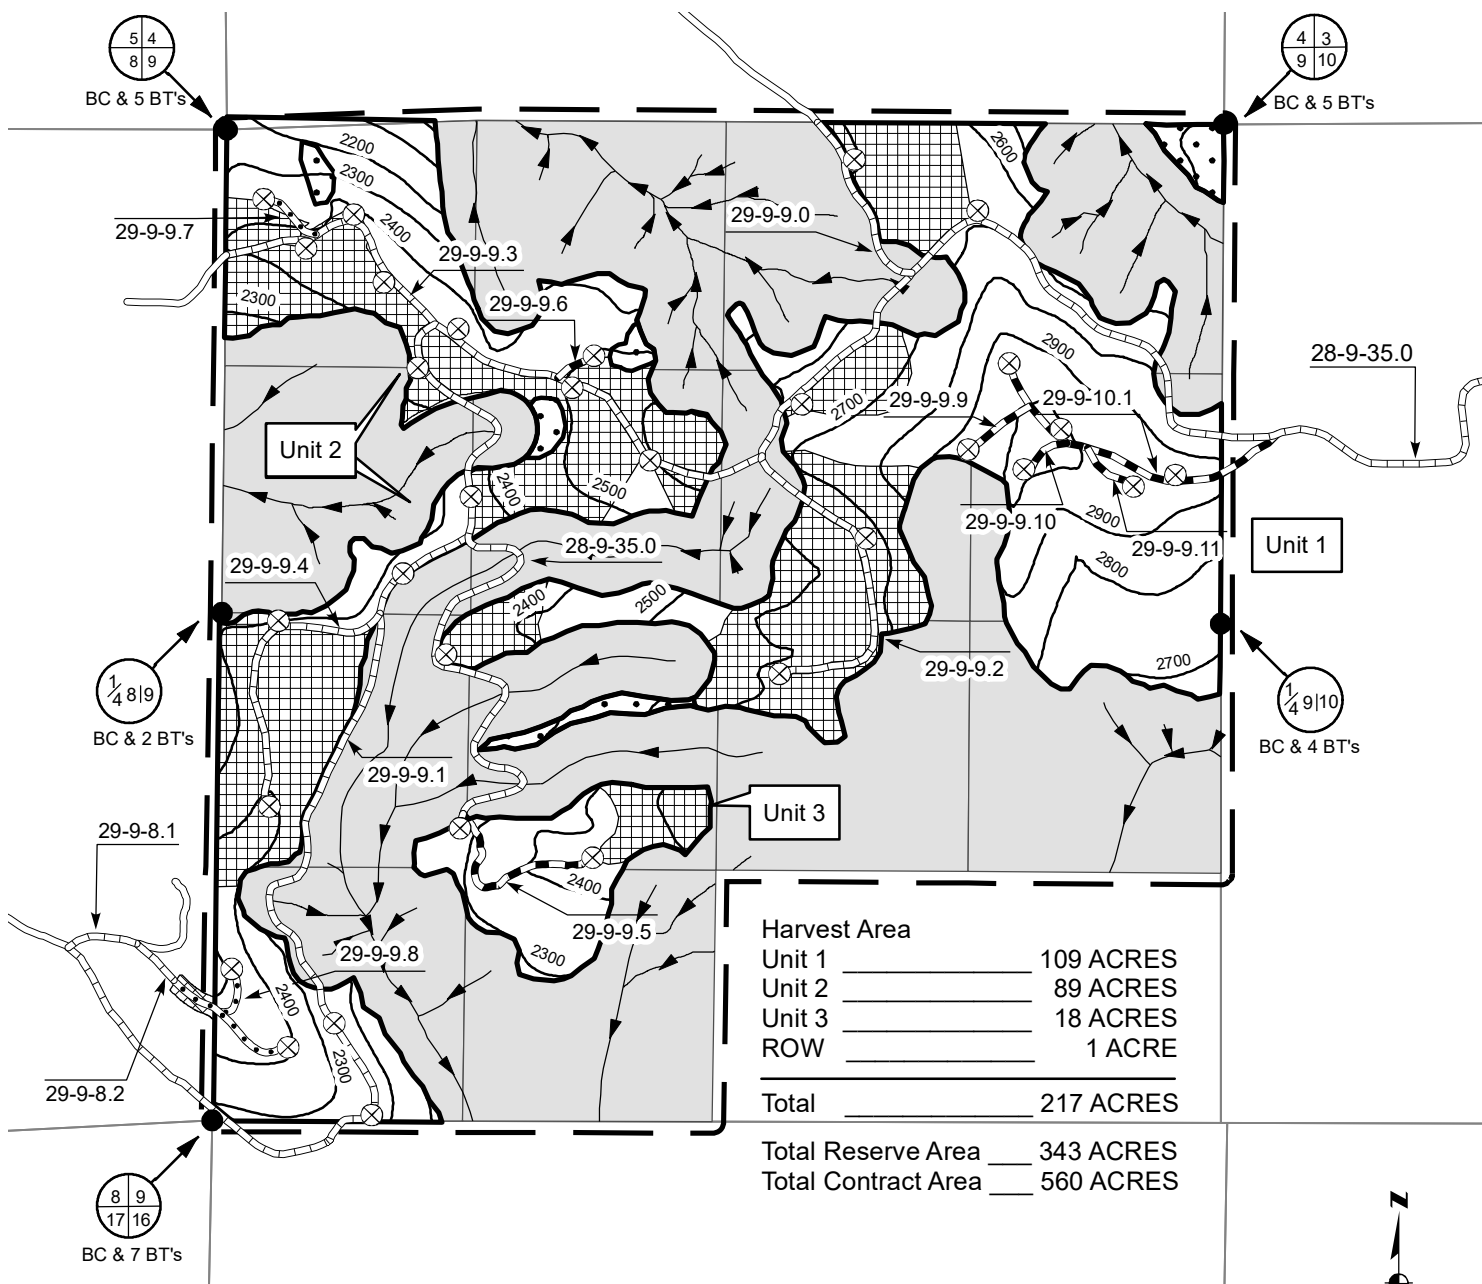 5 4
8 9
BC & 5 BT's
4 3
9 10
BC & 5 BT's
2200
2300
2400
2600
29-9-9.7
29-9-9.0
29-9-9.3
2300
29-9-9.6
2900
28-9-35.0
2700
29-9-9.9
29-9-10.1
Unit 2
2400
2500
29-9-9.10
2900
29-9-9.11
Unit 1
28-9-35.0
29-9-9.4
2800
2400
2500
29-9-9.2
2700
1/4 8|9
BC & 2 BT's
1/4 9|10
BC & 4 BT's
29-9-9.1
Unit 3
29-9-8.1
2400
29-9-9.5
29-9-9.8
2300
2400
2300
29-9-8.2
Harvest Area
Unit 1 ____________ 109 ACRES
Unit 2 ____________ 89 ACRES
Unit 3 ____________ 18 ACRES
ROW ____________ 1 ACRE
Total ____________ 217 ACRES
Total Reserve Area ___ 343 ACRES
Total Contract Area ___ 560 ACRES
8 9
17 16
BC & 7 BT's
N